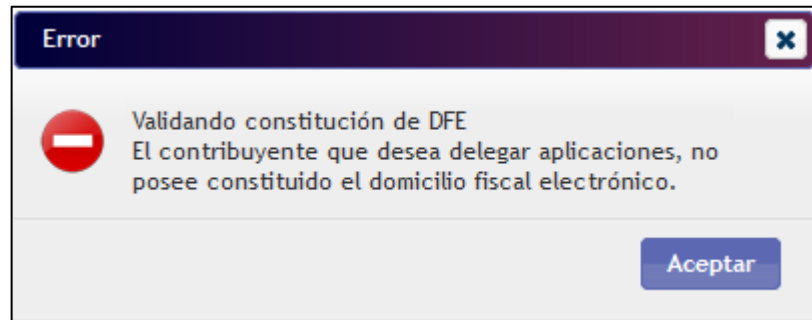 Error
Validando constitución de DFE
El contribuyente que desea delegar aplicaciones, no
posee constituido el domicilio fiscal electrónico.
Aceptar